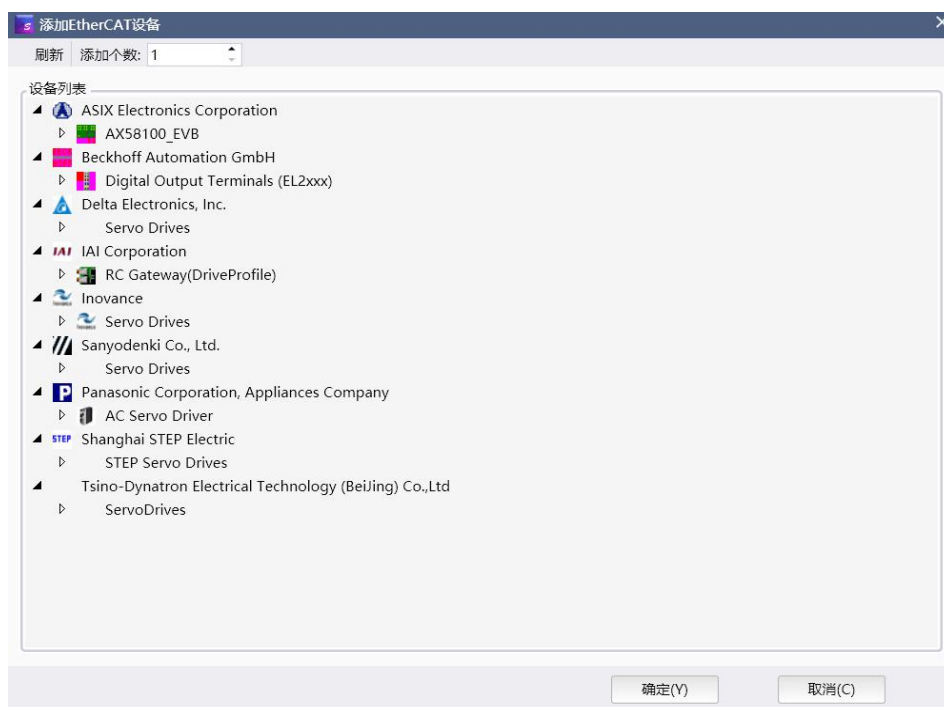 添加EtherCAT设备
刷新 添加个数: 1
设备列表
ASIX Electronics Corporation
AX58100_EVB
Beckhoff Automation GmbH
Digital Output Terminals (EL2xxx)
Delta Electronics, Inc.
Servo Drives
IAI IAI Corporation
RC Gateway(DriveProfile)
Inovance
Servo Drives
Sanyodenki Co., Ltd.
Servo Drives
P Panasonic Corporation, Appliances Company
AC Servo Driver
STEP Shanghai STEP Electric
STEP Servo Drives
Tsino-Dynatron Electrical Technology (BeiJing) Co.,Ltd
ServoDrives
确定(Y) 取消(C)